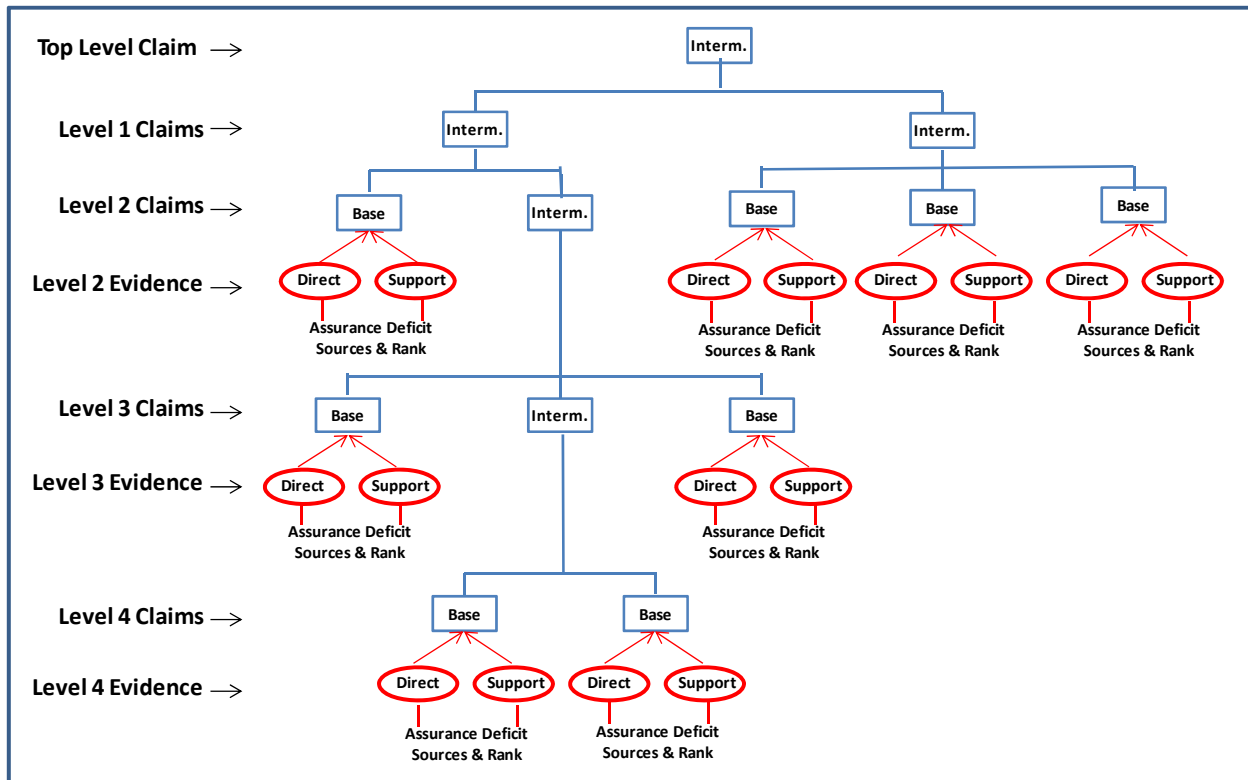 Top Level Claim
Interm.
Level 1 Claims
Interm.
Interm.
Level 2 Claims
Base
Interm.
Base
Base
Base
Level 2 Evidence
Direct
Support
Direct
Support
Direct
Support
Direct
Support
Assurance Deficit
Sources & Rank
Assurance Deficit
Sources & Rank
Assurance Deficit
Sources & Rank
Assurance Deficit
Sources & Rank
Level 3 Claims
Base
Interm.
Base
Level 3 Evidence
Direct
Support
Direct
Support
Assurance Deficit
Sources & Rank
Assurance Deficit
Sources & Rank
Level 4 Claims
Base
Base
Level 4 Evidence
Direct
Support
Direct
Support
Assurance Deficit
Sources & Rank
Assurance Deficit
Sources & Rank